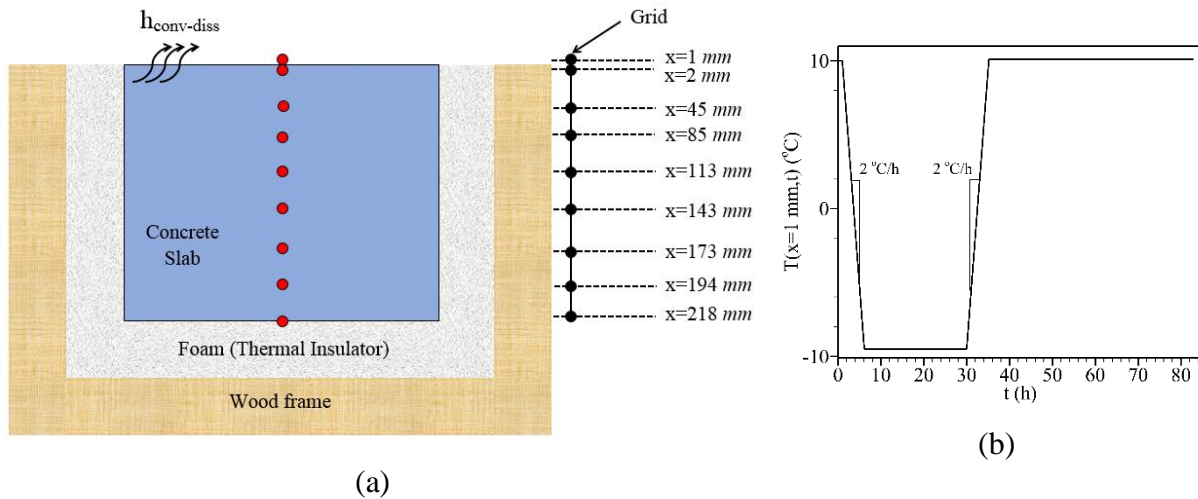 h_conv-diss
Grid
x=1 mm
x=2 mm
x=45 mm
x=85 mm
x=113 mm
x=143 mm
x=173 mm
x=194 mm
x=218 mm
Concrete
Slab
Foam (Thermal Insulator)
Wood frame
(a)
T(x=1 mm,t) (°C)
10
0
-10
2 °C/h
2 °C/h
0 10 20 30 40 50 60 70 80
t (h)
(b)